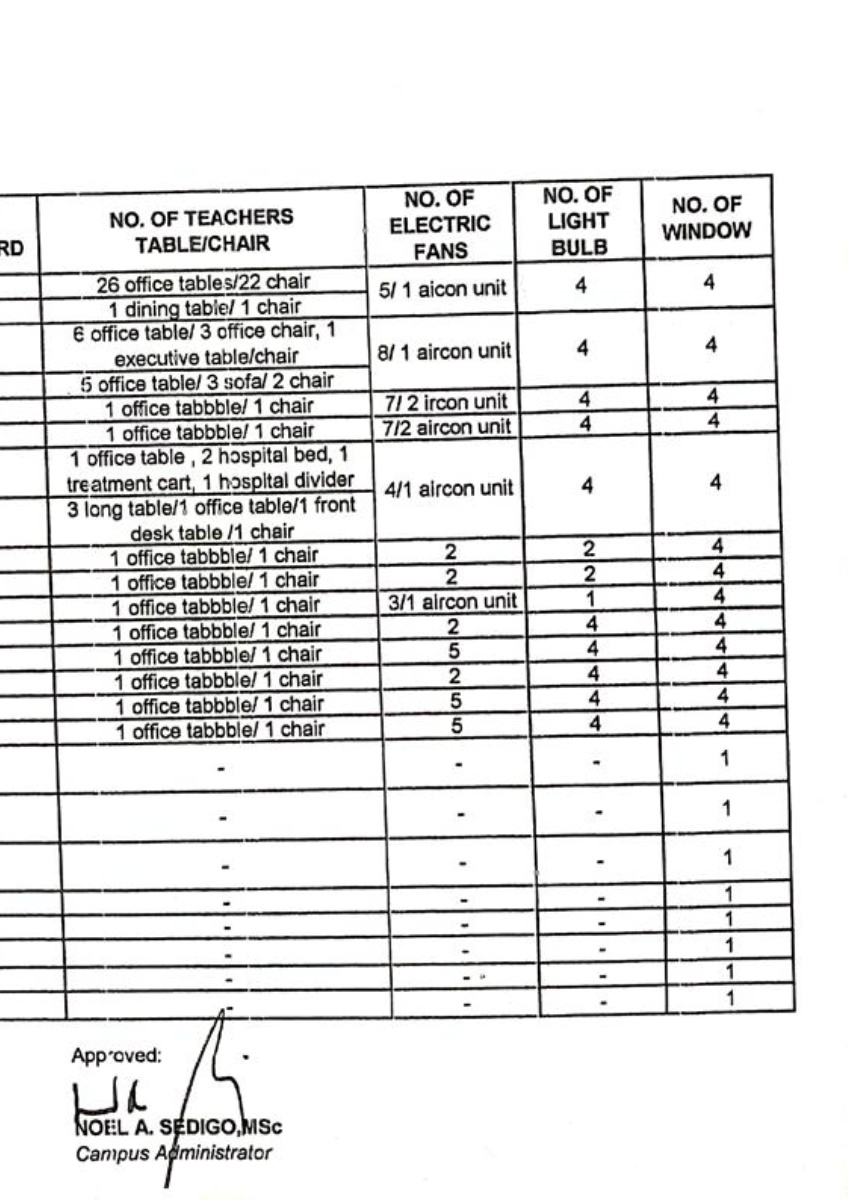 RD
NO. OF TEACHERS TABLE/CHAIR
NO. OF ELECTRIC FANS
NO. OF LIGHT BULB
NO. OF WINDOW
26 office tables/22 chair
5/ 1 aicon unit 4 4
1 dining table/ 1 chair
6 office table/ 3 office chair, 1
executive table/chair
8/ 1 aircon unit 4 4
5 office table/ 3 sofa/ 2 chair
1 office tabbble/ 1 chair 7/ 2 ircon unit 4 4
1 office tabbble/ 1 chair 7/2 aircon unit 4 4
1 office table , 2 hospital bed, 1
treatment cart, 1 hospital divider
4/1 aircon unit 4 4
3 long table/1 office table/1 front
desk table /1 chair
1 office tabbble/ 1 chair 2 2 4
1 office tabbble/ 1 chair 2 2 4
1 office tabbble/ 1 chair 3/1 aircon unit 1 4
1 office tabbble/ 1 chair 2 4 4
1 office tabbble/ 1 chair 5 4 4
1 office tabbble/ 1 chair 2 4 4
1 office tabbble/ 1 chair 5 4 4
1 office tabbble/ 1 chair 5 4 4
- - - 1
- - - 1
- - - 1
- - - 1
- - - 1
- - - 1
- - - 1
- - - 1
Approved:
NOEL A. SEDIGO,MSc
Campus Administrator